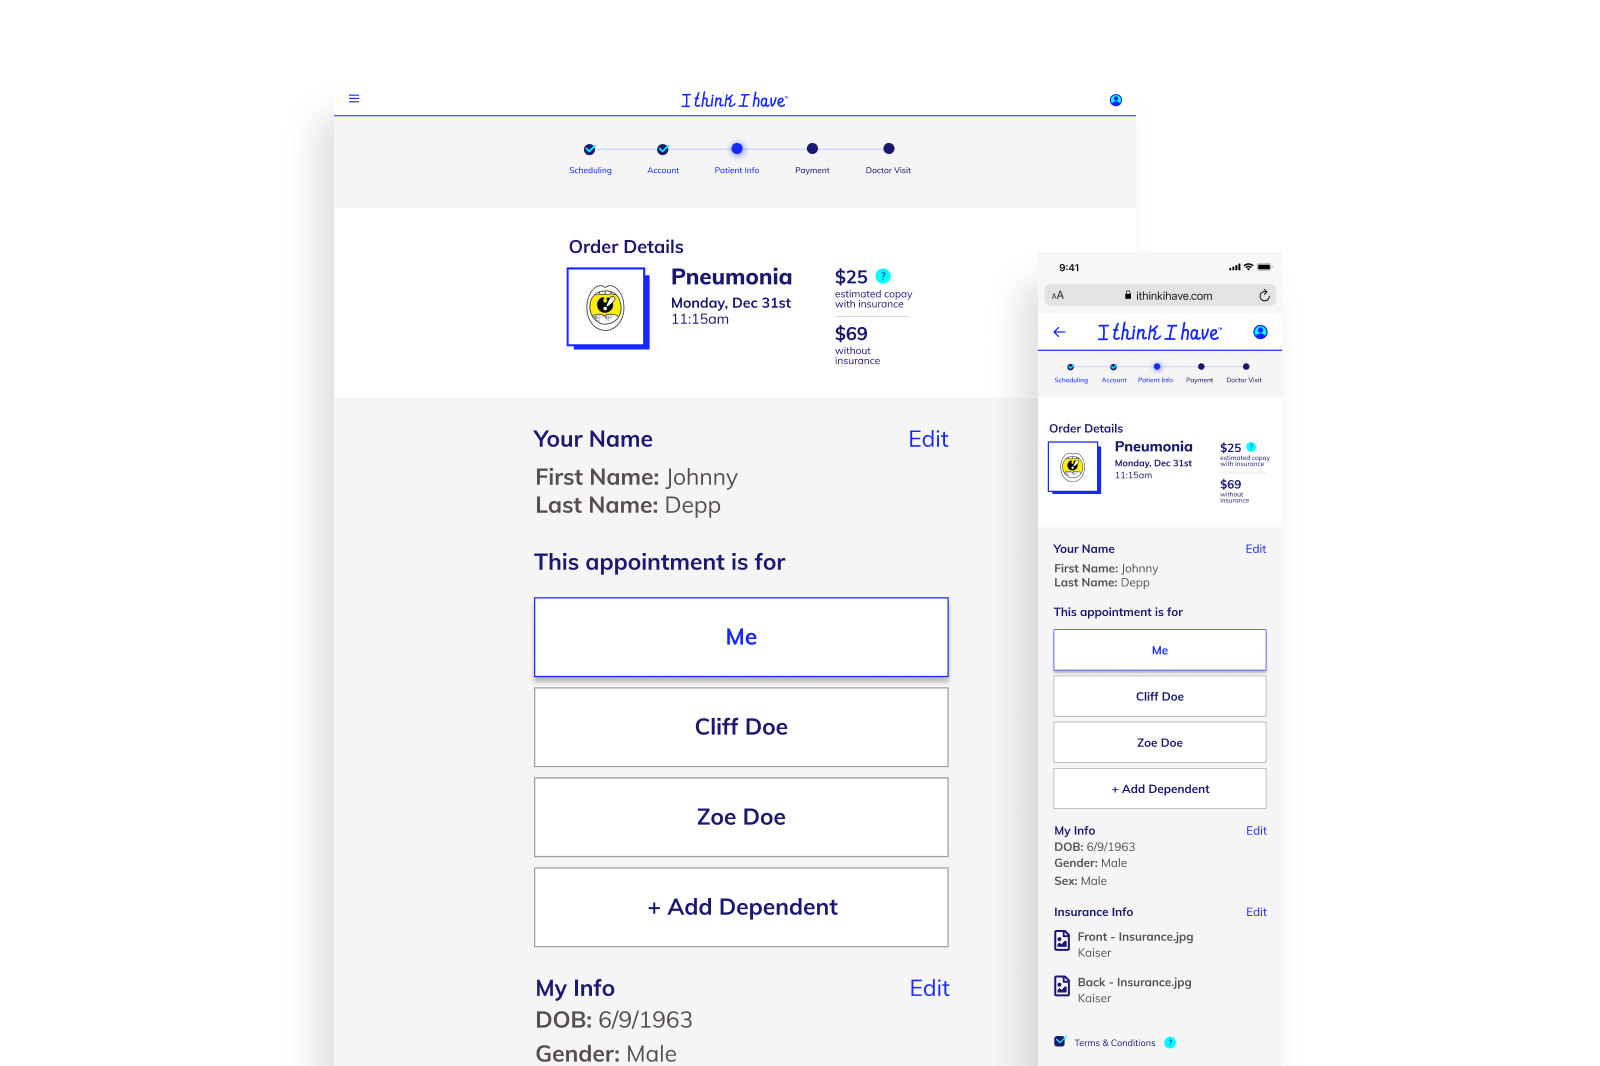 I think I have™
Scheduling
Account
Patient Info
Payment
Doctor Visit
Order Details
Pneumonia
Monday, Dec 31st
11:15am
$25 ?
estimated copay
with insurance
$69
without
insurance
Your Name
Edit
First Name: Johnny
Last Name: Depp
This appointment is for
Me
Cliff Doe
Zoe Doe
+ Add Dependent
My Info
Edit
DOB: 6/9/1963
Gender: Male
9:41
AA
ithinkihave.com
I think I have™
Scheduling
Account
Patient Info
Payment
Doctor Visit
Order Details
Pneumonia
Monday, Dec 31st
11:15am
$25 ?
estimated copay
with insurance
$69
without
insurance
Your Name
Edit
First Name: Johnny
Last Name: Depp
This appointment is for
Me
Cliff Doe
Zoe Doe
+ Add Dependent
My Info
Edit
DOB: 6/9/1963
Gender: Male
Sex: Male
Insurance Info
Edit
Front - Insurance.jpg
Kaiser
Back - Insurance.jpg
Kaiser
Terms & Conditions ?